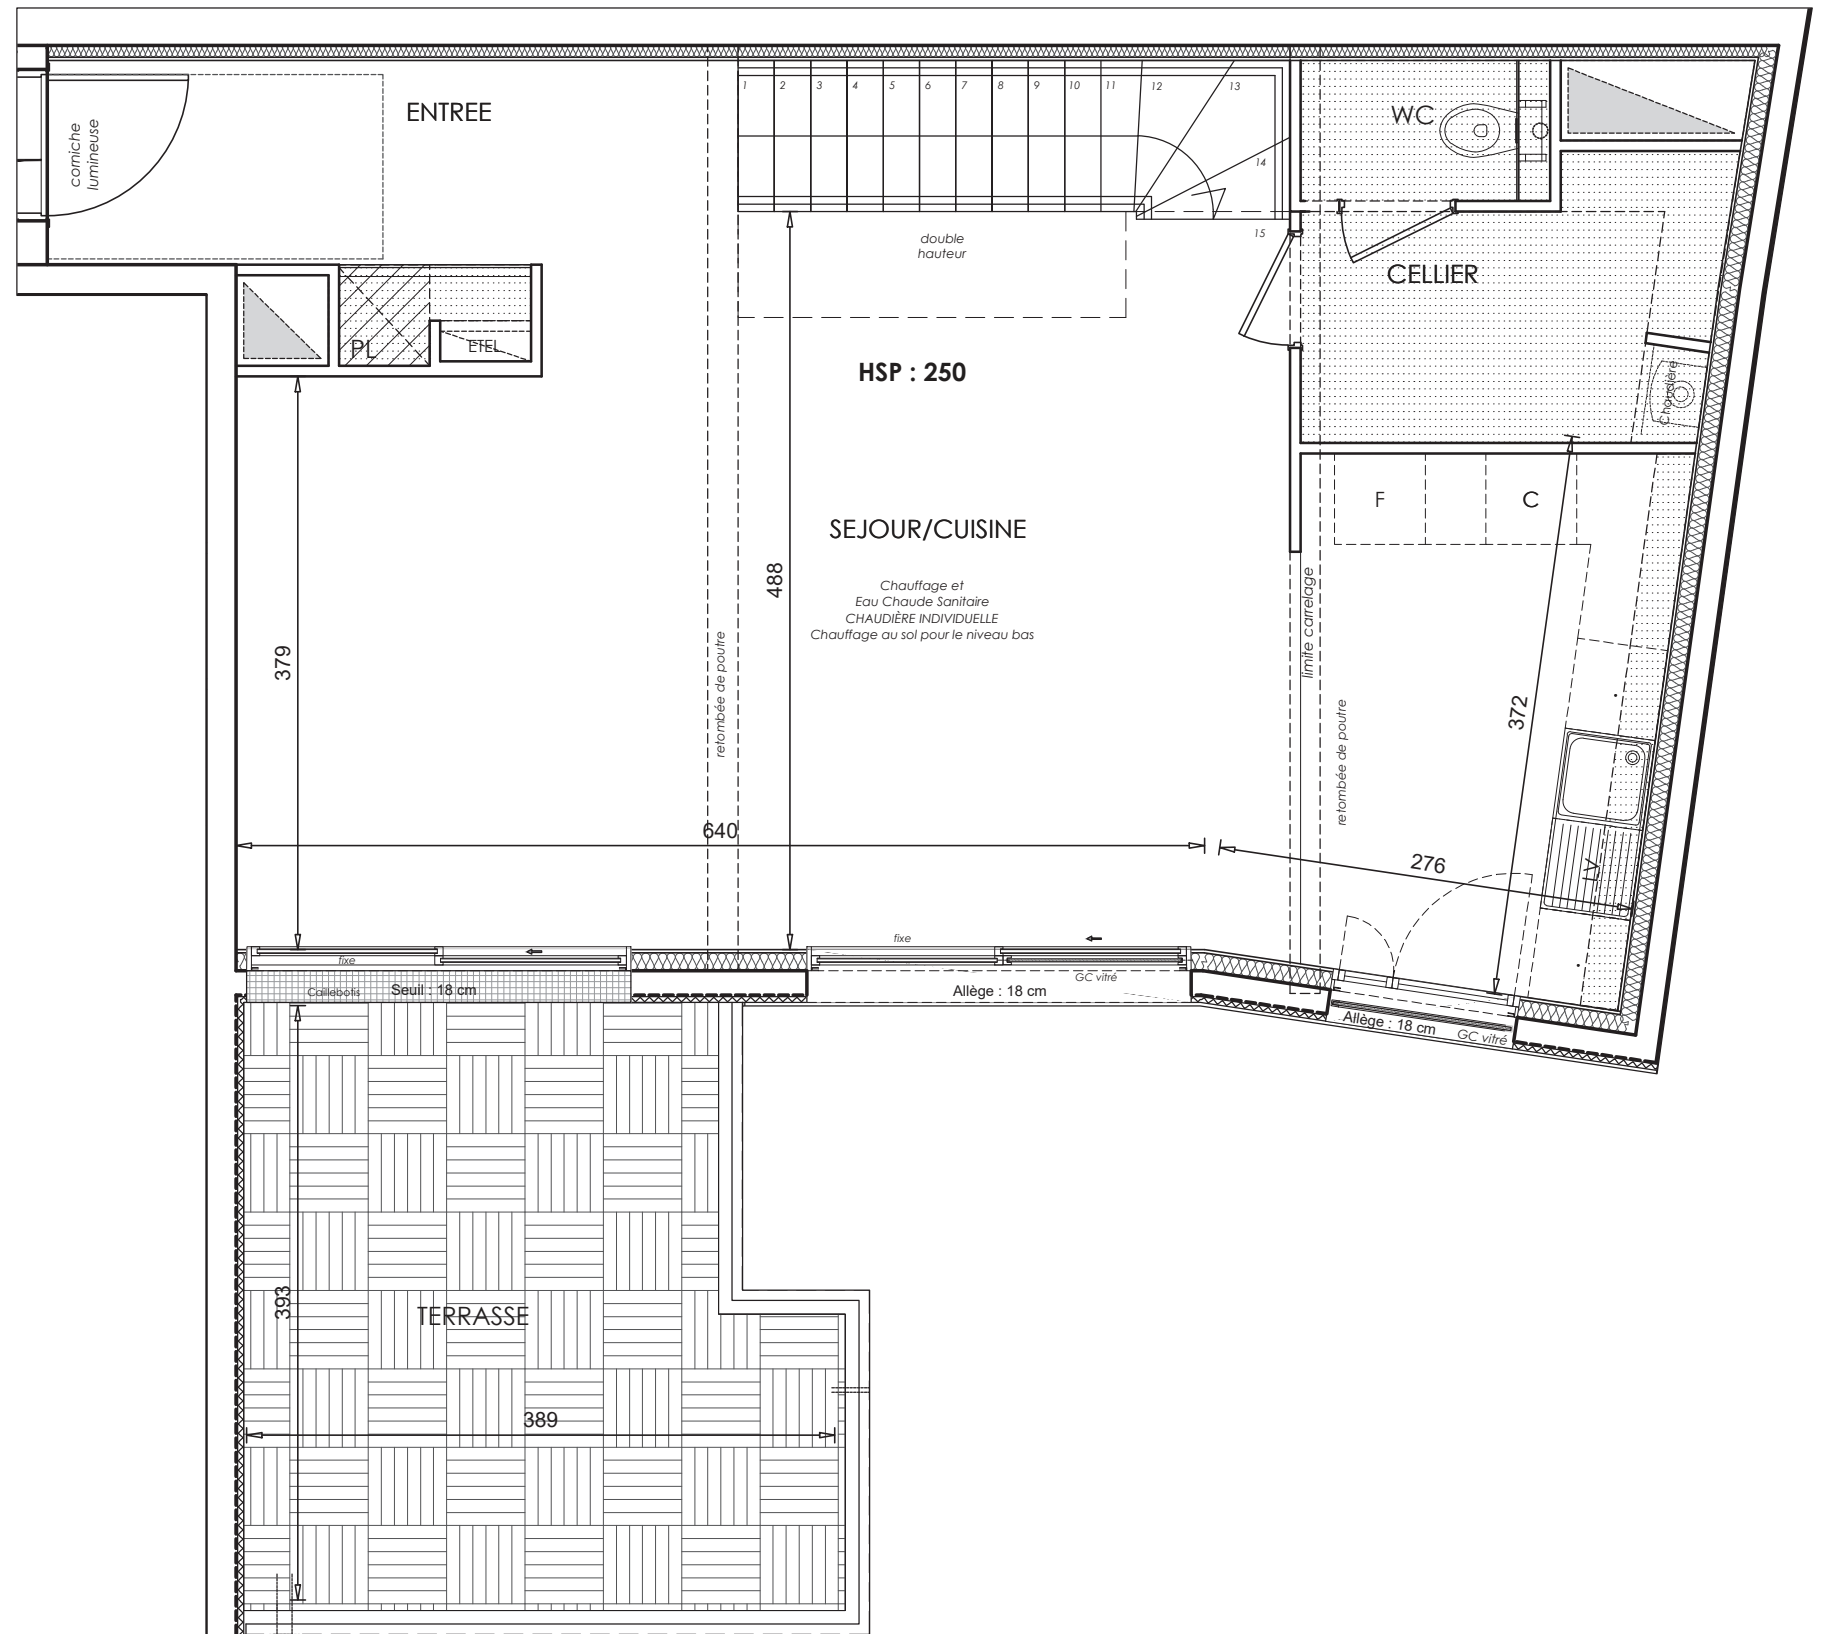 ENTREE
corniche
lumineuse
1 2 3 4 5 6 7 8 9 10 11 12 13
14
15
WC
double
hauteur
CELLIER
PL
ETEL
HSP : 250
Chaudière
F
C
SEJOUR/CUISINE
Chauffage et
Eau Chaude Sanitaire
CHAUDIÈRE INDIVIDUELLE
Chauffage au sol pour le niveau bas
488
379
retombée de poutre
limite carrelage
retombée de poutre
372
640
276
LV
fixe
fixe
GC vitré
Caillebotis
Seuil : 18 cm
Allège : 18 cm
Allège : 18 cm
GC vitré
393
TERRASSE
389